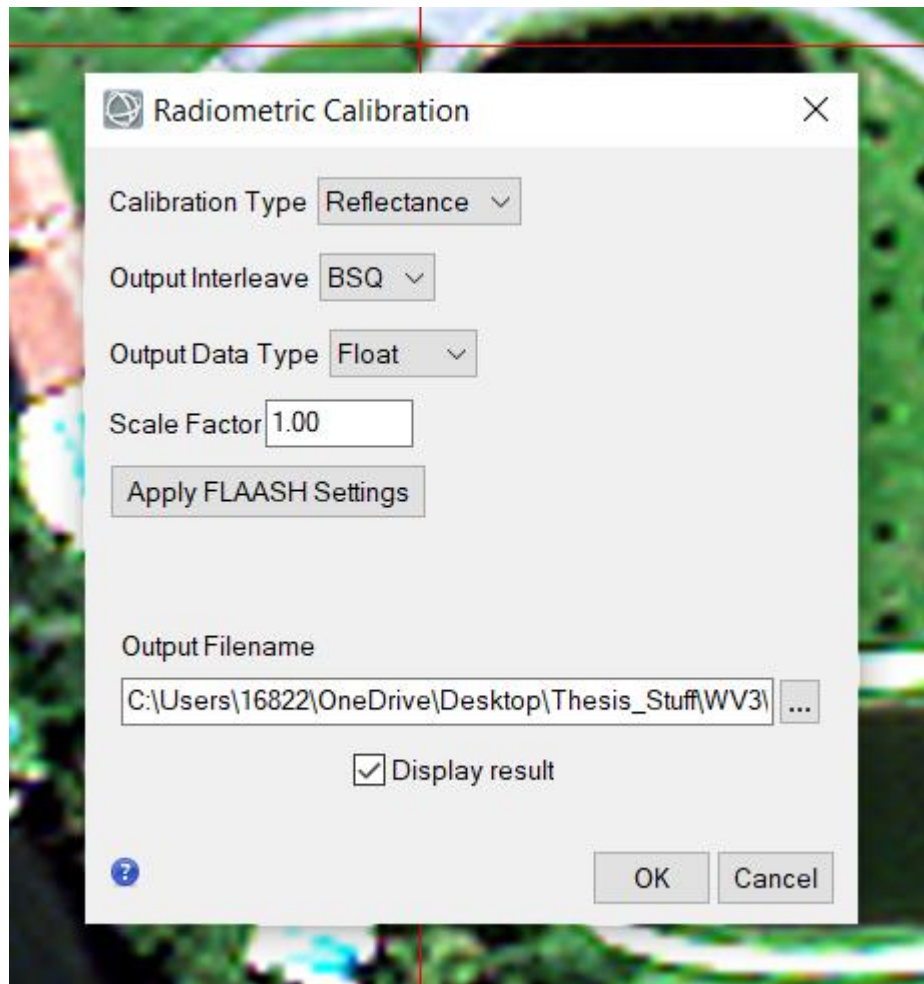 Radiometric Calibration
Calibration Type Reflectance
Output Interleave BSQ
Output Data Type Float
Scale Factor 1.00
Apply FLAASH Settings
Output Filename
C:\Users\16822\OneDrive\Desktop\Thesis_Stuff\WV3\ ...
Display result
? OK Cancel